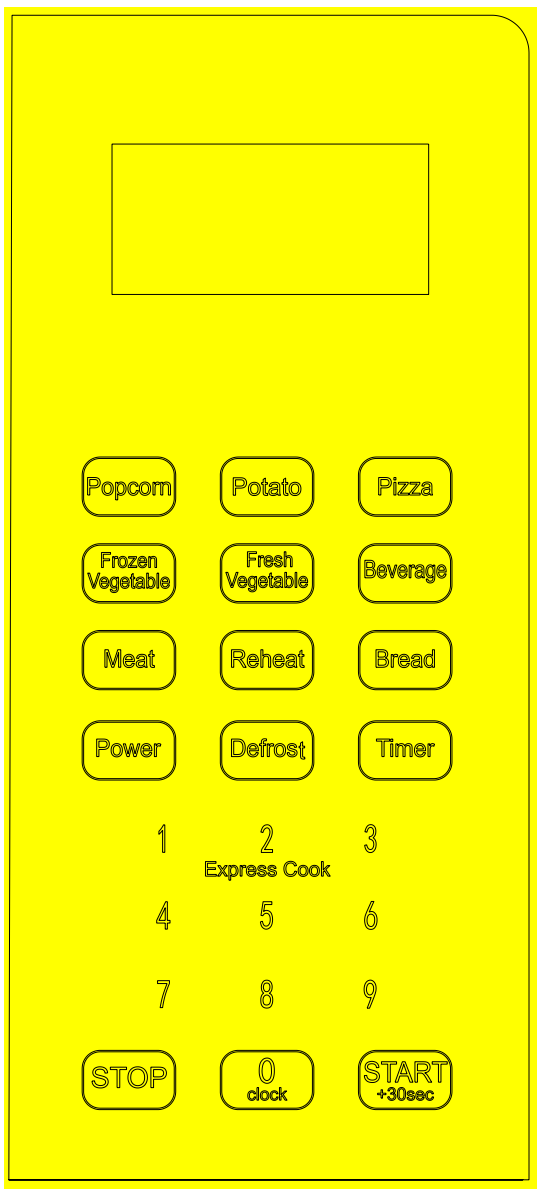 Popcorn Potato Pizza
Frozen Vegetable Fresh Vegetable Beverage
Meat Reheat Bread
Power Defrost Timer
1 2 3
Express Cook
4 5 6
7 8 9
STOP 0 START
clock +30sec